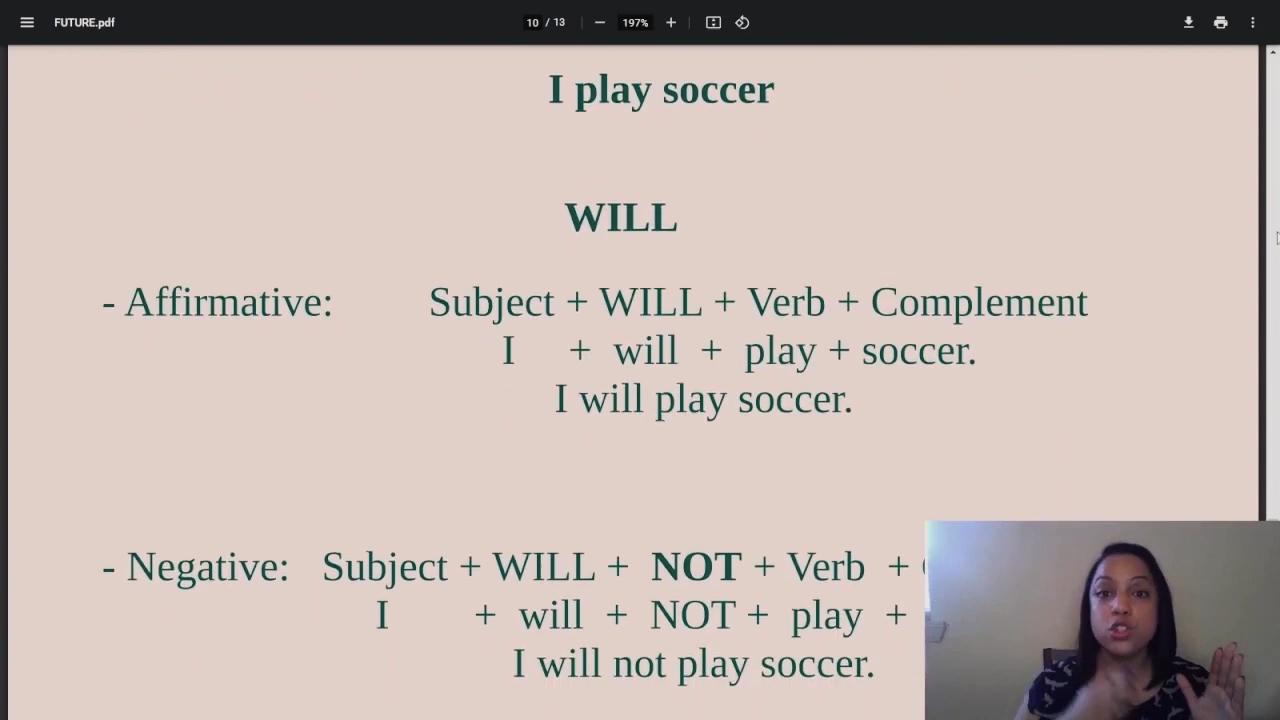 FUTURE.pdf
10 / 13
197%
I play soccer
WILL
- Affirmative: Subject + WILL + Verb + Complement
I + will + play + soccer.
I will play soccer.
- Negative: Subject + WILL + NOT + Verb +
I + will + NOT + play +
I will not play soccer.